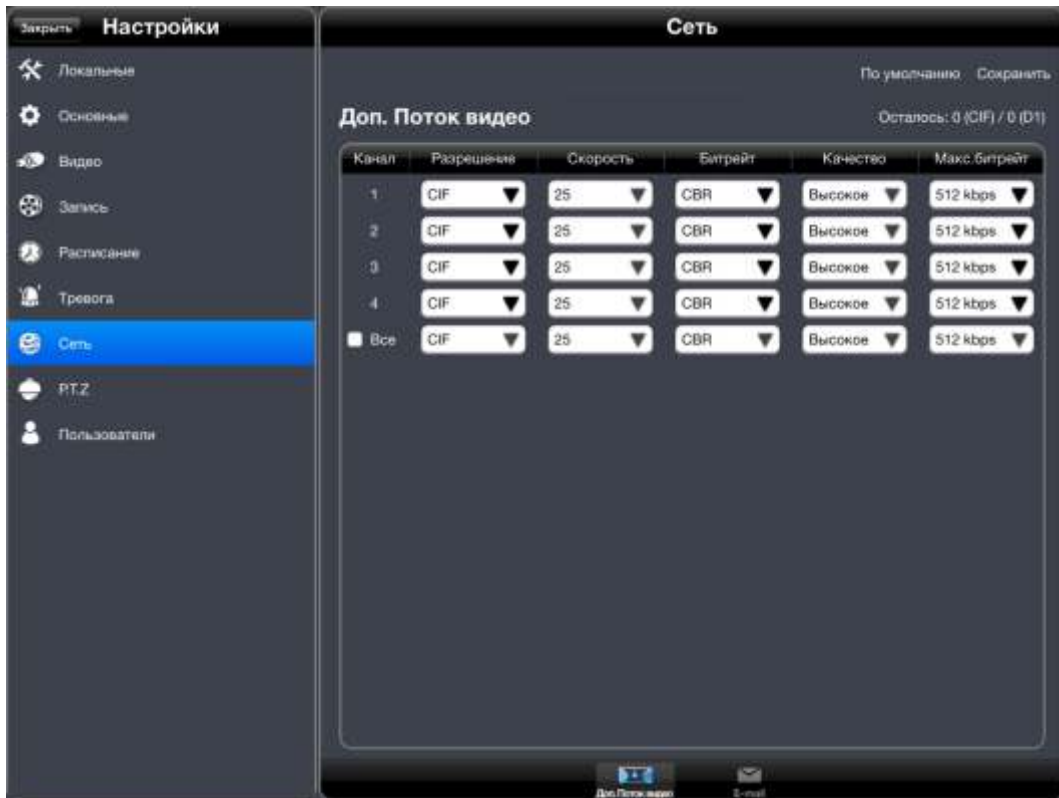 Закрыть Настройки
Сеть
Локальные
Основные
Видео
Запись
Расписание
Тревога
Сеть
P.T.Z
Пользователи
По умолчанию Сохранить
Доп. Поток видео Осталось: 0 (CIF) / 0 (D1)
Канал Разрешение Скорость Битрейт Качество Макс.битрейт
1 CIF 25 CBR Высокое 512 kbps
2 CIF 25 CBR Высокое 512 kbps
3 CIF 25 CBR Высокое 512 kbps
4 CIF 25 CBR Высокое 512 kbps
Все CIF 25 CBR Высокое 512 kbps
Доп.Поток видео E-mail